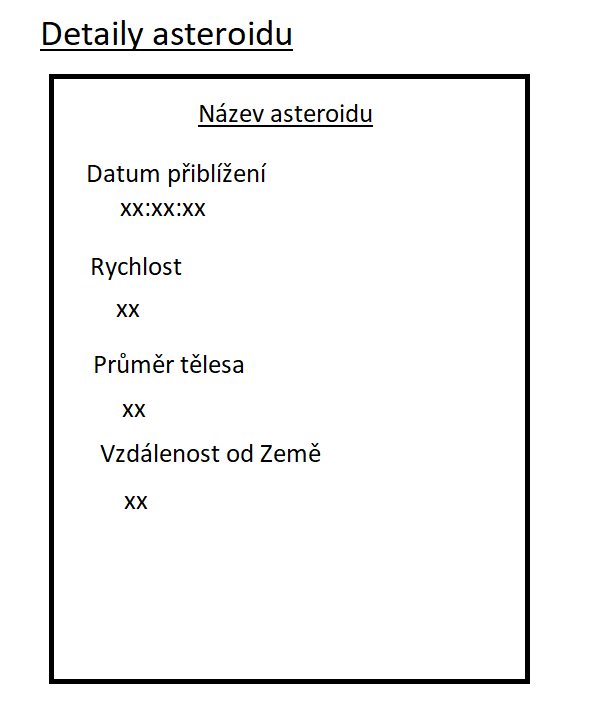 Detaily asteroidu
Název asteroidu
Datum přiblížení
xx:xx:xx
Rychlost
xx
Průměr tělesa
xx
Vzdálenost od Země
xx